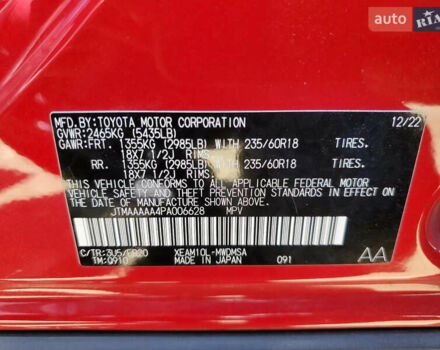 AUTO RIA
MFD.BY:TOYOTA MOTOR CORPORATION 12/22
GVWR:2465KG (5435LB)
GAWR:FRT. 1355KG (2985LB) WITH 235/60R18 TIRES.
18X7 1/2J RIMS
RR. 1355KG (2985LB) WITH 235/60R18 TIRES.
18X7 1/2J RIMS
THIS VEHICLE CONFORMS TO ALL APPLICABLE FEDERAL MOTOR
VEHICLE SAFETY AND THEFT PREVENTION STANDARDS IN
EFFECT ON THE DATE OF MANUFACTURE SHOWN ABOVE.
JTMAAAAA4PA006628 MPV
C/TR:3U5/ XEAM10L-MWDMSA
TM:Q910 MADE IN JAPAN 091 AA